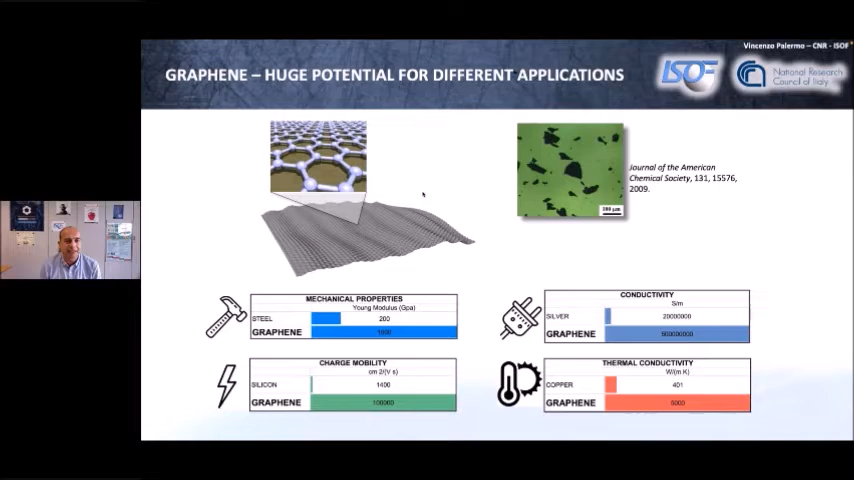 Vincenzo Palermo – CNR - ISOF
GRAPHENE – HUGE POTENTIAL FOR DIFFERENT APPLICATIONS
ISOF
National Research
Council of Italy
Journal of the American
Chemical Society, 131, 15576,
2009.
100 µm
MECHANICAL PROPERTIES
Young Modulus (Gpa)
STEEL 200
GRAPHENE 1000
CONDUCTIVITY
S/m
SILVER 20000000
GRAPHENE
CHARGE MOBILITY
cm 2/(V s)
SILICON 1400
GRAPHENE 100000
THERMAL CONDUCTIVITY
W/(m K)
COPPER 401
GRAPHENE 5000